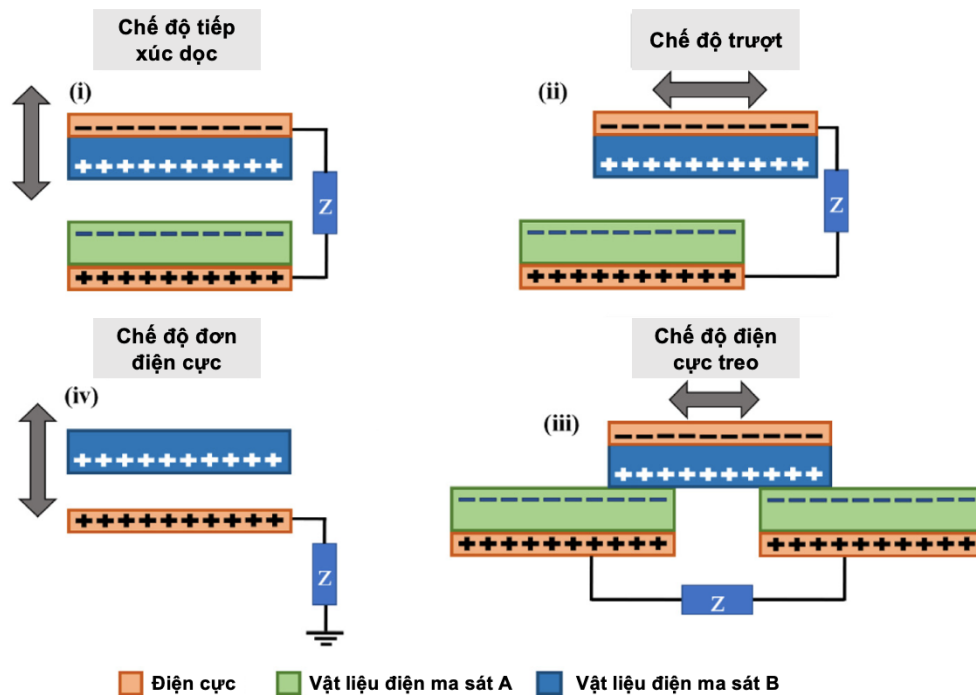 Chế độ tiếp
xúc dọc
(i)
Z
Chế độ trượt
(ii)
Z
Chế độ đơn
điện cực
(iv)
Z
Chế độ điện
cực treo
(iii)
Z
Điện cực
Vật liệu điện ma sát A
Vật liệu điện ma sát B